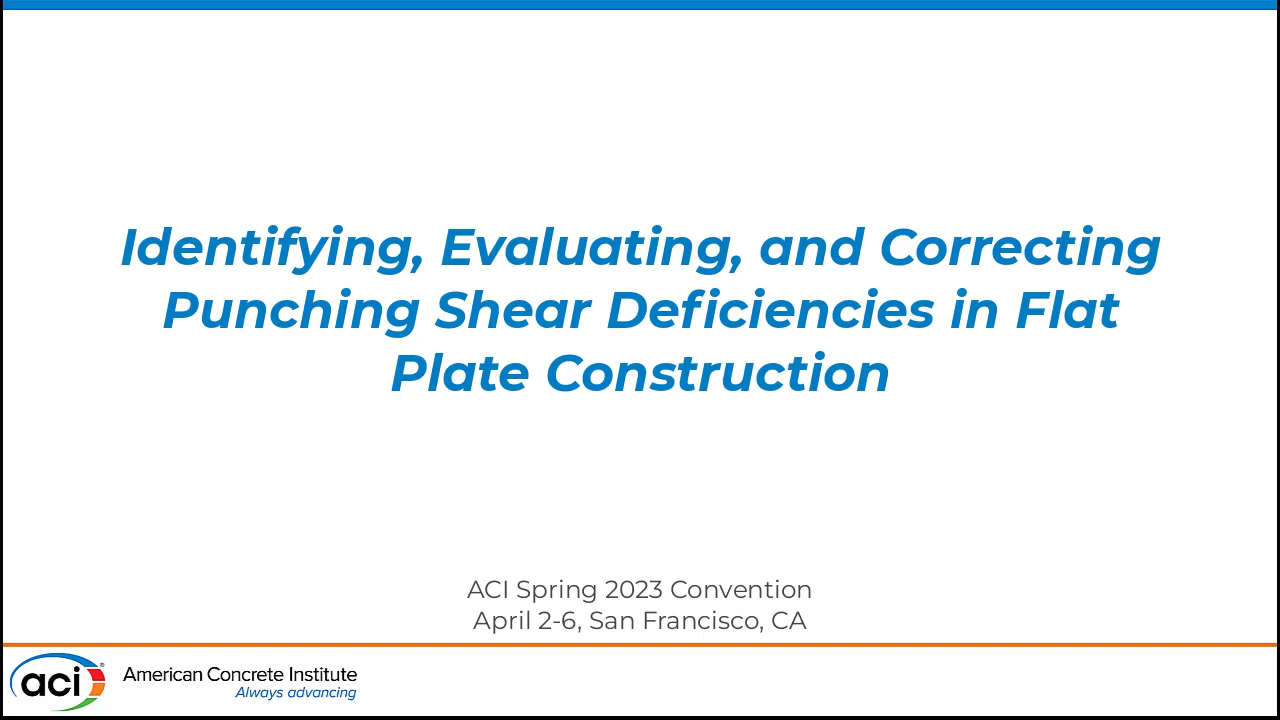 Identifying, Evaluating, and Correcting
Punching Shear Deficiencies in Flat
Plate Construction
ACI Spring 2023 Convention
April 2-6, San Francisco, CA
aci®
American Concrete Institute
Always advancing